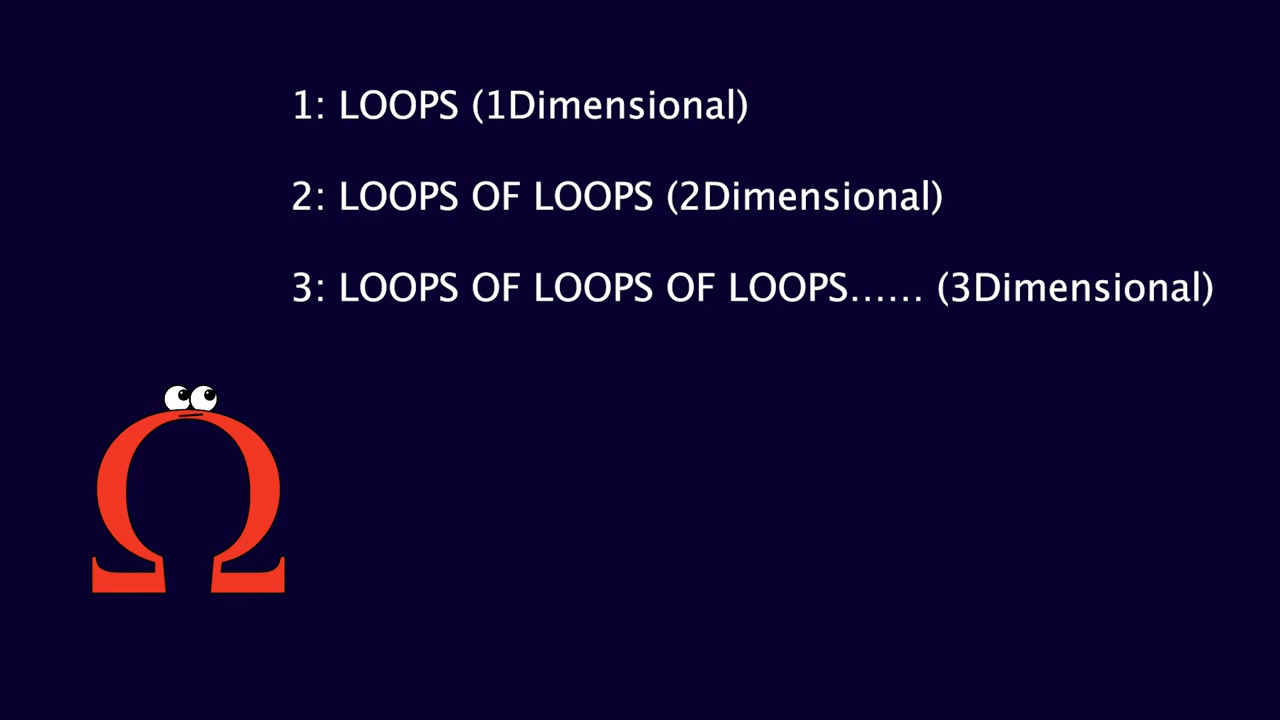 1: LOOPS (1Dimensional)
2: LOOPS OF LOOPS (2Dimensional)
3: LOOPS OF LOOPS OF LOOPS...... (3Dimensional)
Ω